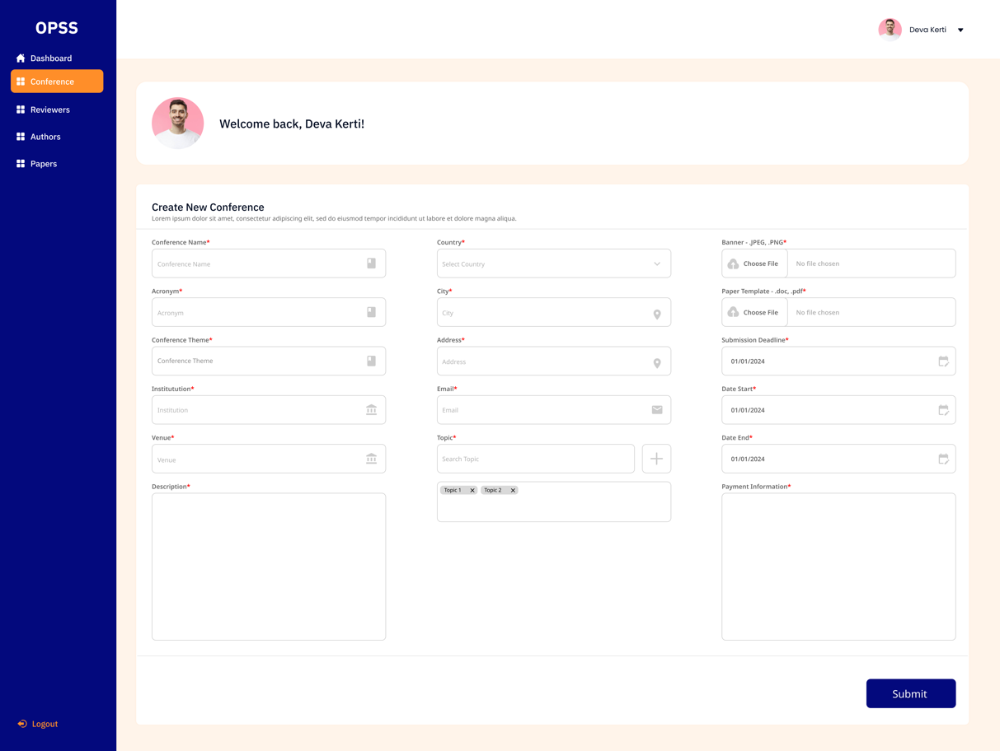 OPSS
Dashboard
Conference
Reviewers
Authors
Papers
Logout
Deva Kerti
Welcome back, Deva Kerti!
Create New Conference
Lorem ipsum dolor sit amet, consectetur adipiscing elit, sed do eiusmod tempor incididunt ut labore et dolore magna aliqua.
Conference Name*
Conference Name
Acronym*
Acronym
Conference Theme*
Conference Theme
Institutution*
Institution
Venue*
Venue
Description*
Country*
Select Country
City*
City
Address*
Address
Email*
Email
Topic*
Search Topic
Topic 1
Topic 2
Banner - .JPEG, .PNG*
Choose File No file chosen
Paper Template - .doc, .pdf*
Choose File No file chosen
Submission Deadline*
01/01/2024
Date Start*
01/01/2024
Date End*
01/01/2024
Payment Information*
Submit